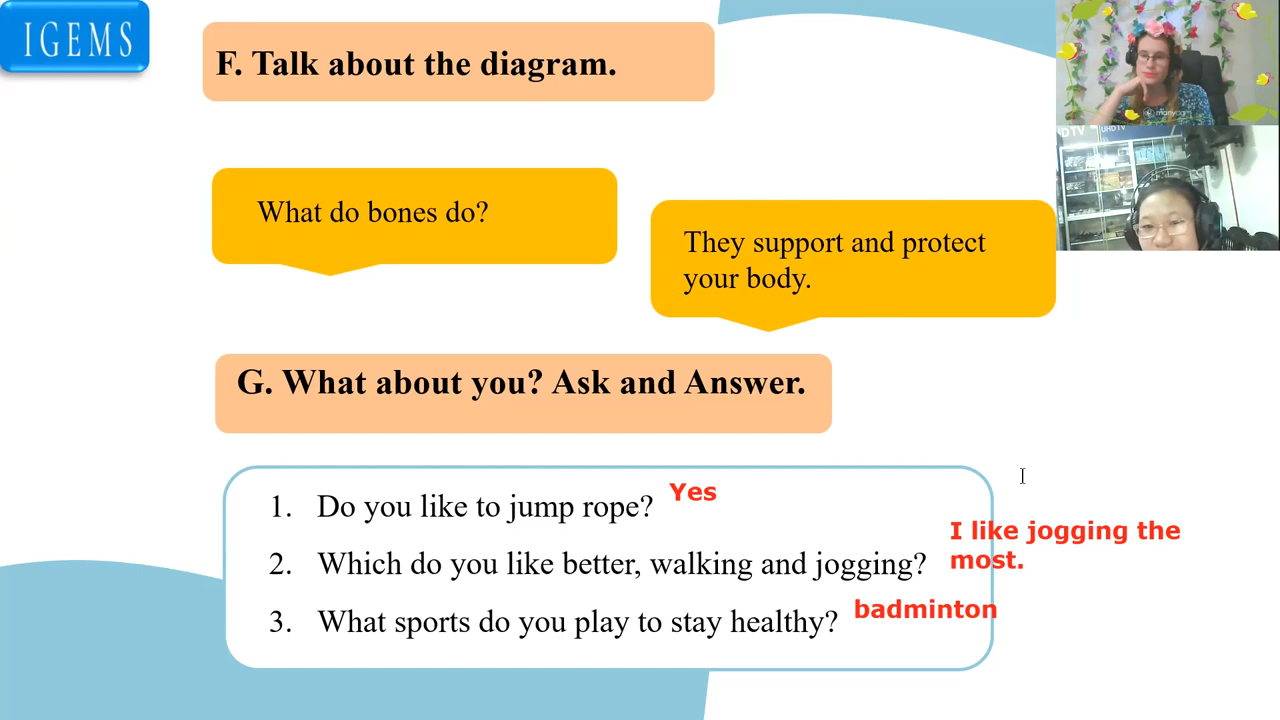 IGEMS
F. Talk about the diagram.
What do bones do?
They support and protect
your body.
G. What about you? Ask and Answer.
1. Do you like to jump rope? Yes
2. Which do you like better, walking and jogging? I like jogging the
most.
3. What sports do you play to stay healthy? badminton
UHDTV